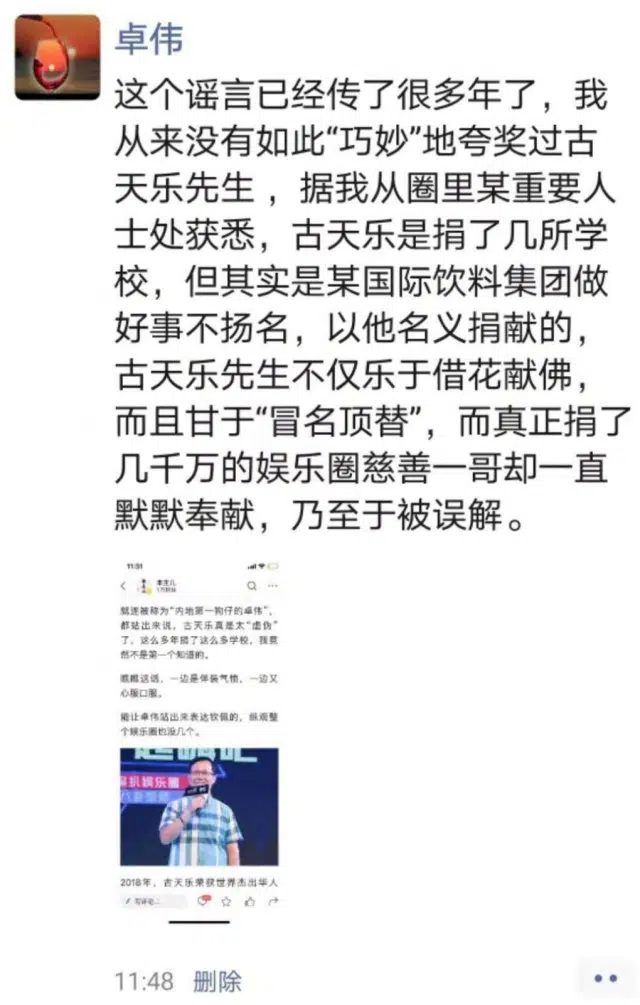 卓伟
这个谣言已经传了很多年了，我
从来没有如此“巧妙”地夸奖过古
天乐先生 ，据我从圈里某重要人
士处获悉，古天乐是捐了几所学
校，但其实是某国际饮料集团做
好事不扬名，以他名义捐献的，
古天乐先生不仅乐于借花献佛，
而且甘于“冒名顶替”，而真正捐了
几千万的娱乐圈慈善一哥却一直
默默奉献，乃至于被误解。
11:31
就连被称为“内地第一狗仔的卓伟”，
都站出来说，古天乐真是太“虚伪”
了，这么多年捐了这么多学校，我竟
然不是第一个知道的。
瞧瞧这话，一边是佯装气愤，一边又
心服口服。
能让卓伟站出来表达钦佩的，纵观整
个娱乐圈也没几个。
扒娱乐圈
2018年，古天乐荣获世界杰出华人
写评论...
11:48 删除